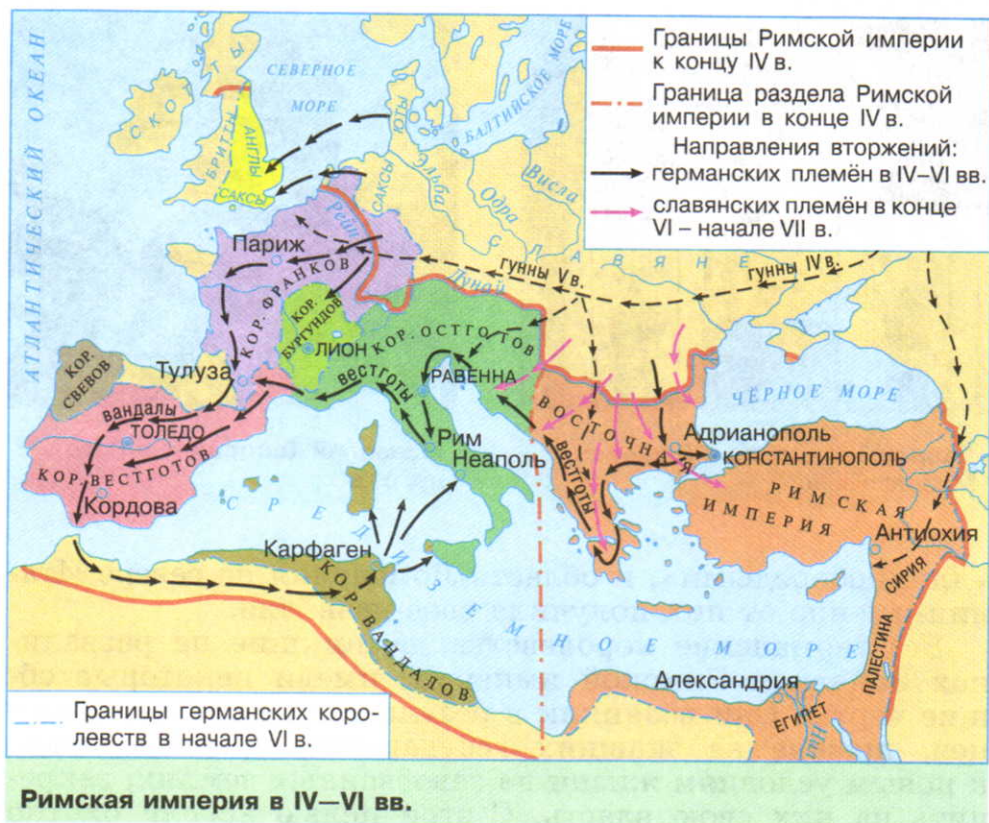 Границы Римской империи
к концу IV в.
Граница раздела Римской
империи в конце IV в.
Направления вторжений:
германских племён в IV–VI вв.
славянских племён в конце
VI – начале VII в.
АТЛАНТИЧЕСКИЙ ОКЕАН
СЕВЕРНОЕ
МОРЕ
БАЛТИЙСКОЕ МОРЕ
СКОТТЫ
БРИТТЫ
АНГЛЫ
САКСЫ
ЮТЫ
САКСЫ
Эльба
Одра
Висла
Рейн
СЛАВЯНЕ
Дунай
гунны V в.
гунны IV в.
Париж
КОР. ФРАНКОВ
КОР.
БУРГУНДОВ
ЛИОН
КОР. ОСТГОТОВ
КОР.
СВЕВОВ
Тулуза
вестготы
РАВЕННА
ЧЁРНОЕ МОРЕ
вандалы
ТОЛЕДО
КОР. ВЕСТГОТОВ
Кордова
Рим
Неаполь
ВОСТОЧНАЯ
РИМСКАЯ
ИМПЕРИЯ
вестготы
Адрианополь
КОНСТАНТИНОПОЛЬ
Антиохия
СИРИЯ
ПАЛЕСТИНА
Карфаген
КОР. ВАНДАЛОВ
СРЕДИЗЕМНОЕ МОРЕ
Александрия
ЕГИПЕТ
Нил
Границы германских коро-
левств в начале VI в.
Римская империя в IV—VI вв.